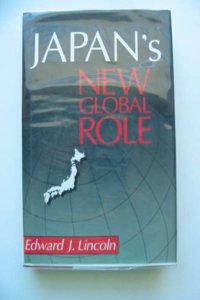 JAPAN's
NEW
GLOBAL
ROLE
Edward J. Lincoln